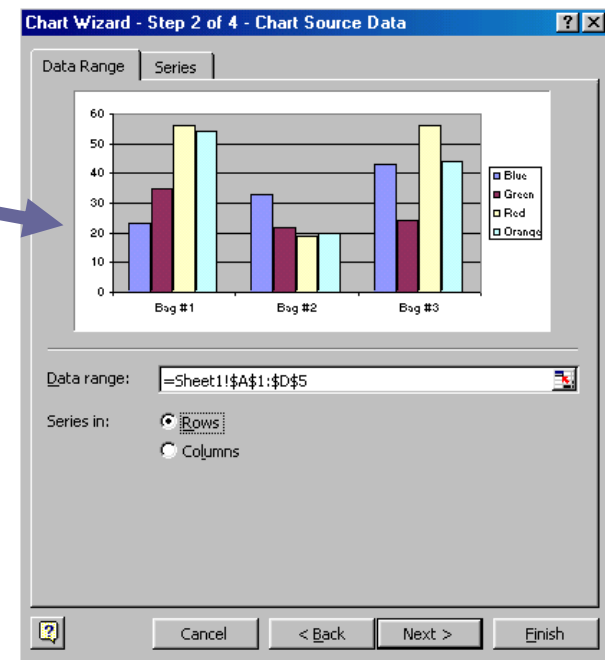 Chart Wizard - Step 2 of 4 - Chart Source Data ? X
Data Range Series
60
50
40
30
20
10
0
Bag #1 Bag #2 Bag #3
Blue
Green
Red
Orange
Data range: =Sheet1!$A$1:$D$5
Series in: Rows
Columns
? Cancel < Back Next > Finish